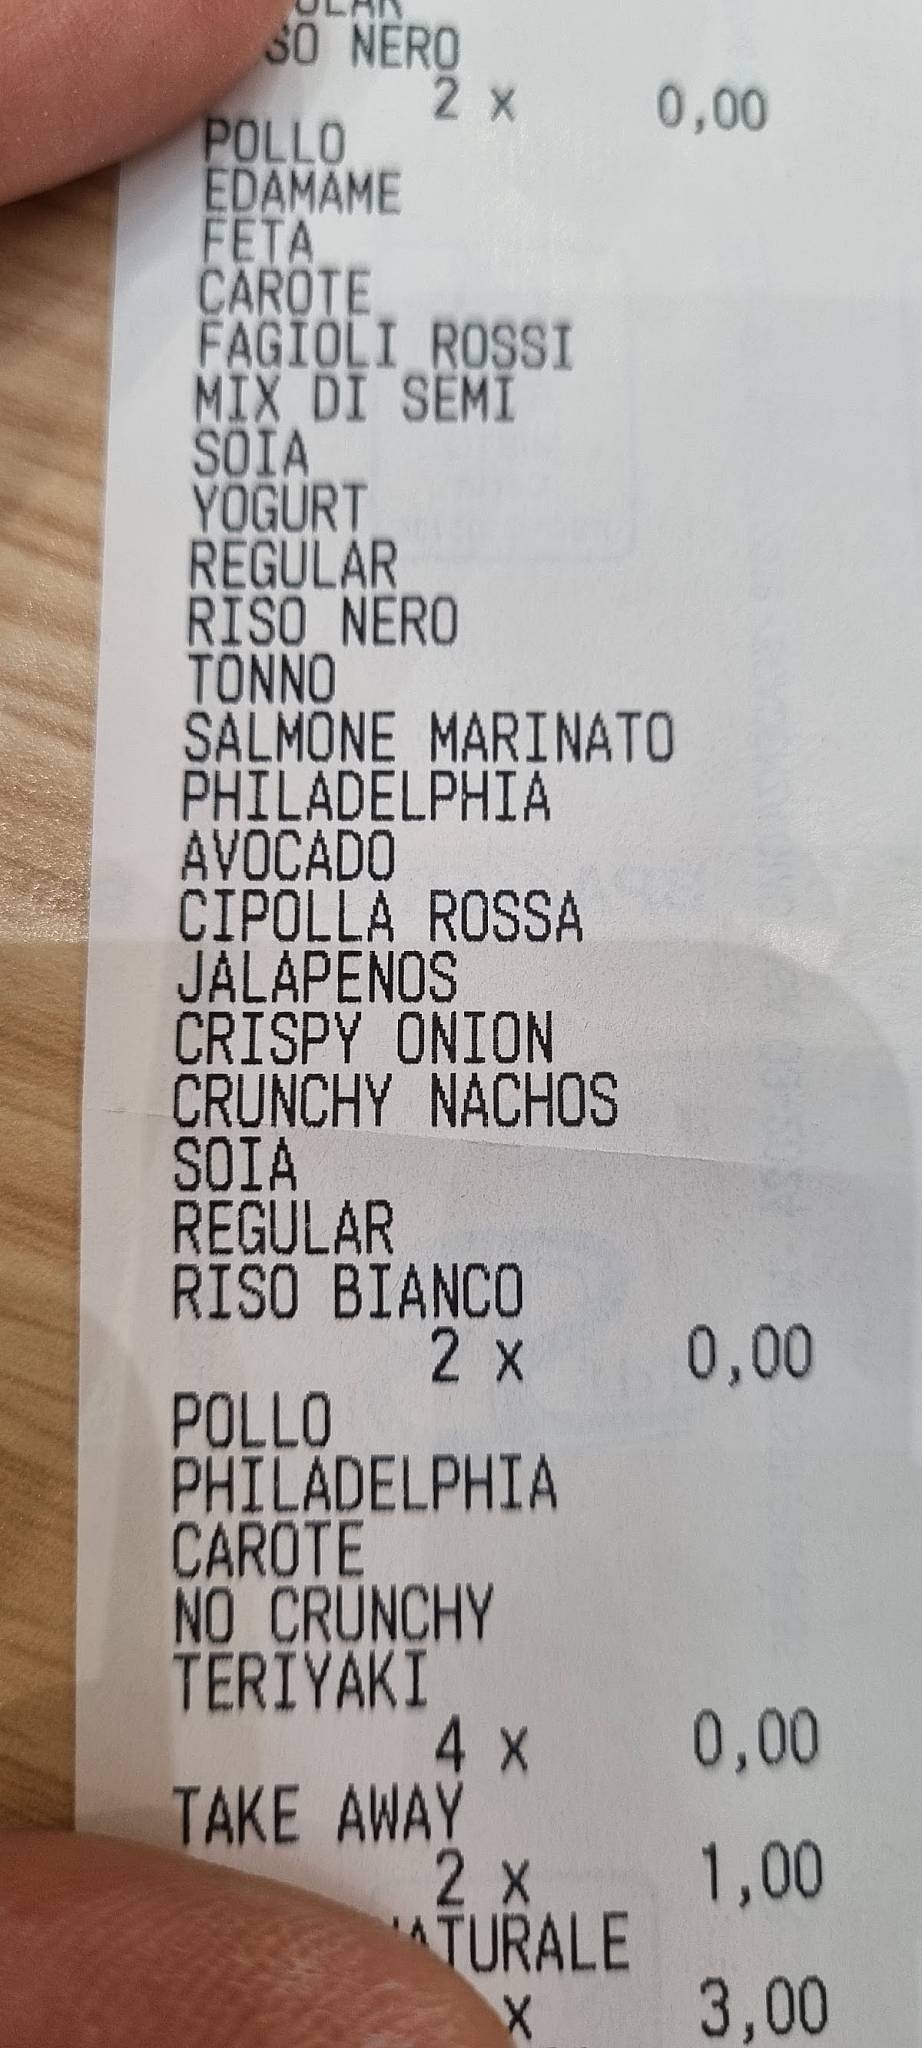 NERO
2 x 0,00
POLLO
EDAMAME
FETA
CAROTE
FAGIOLI ROSSI
MIX DI SEMI
SOIA
YOGURT
REGULAR
RISO NERO
TONNO
SALMONE MARINATO
PHILADELPHIA
AVOCADO
CIPOLLA ROSSA
JALAPENOS
CRISPY ONION
CRUNCHY NACHOS
SOIA
REGULAR
RISO BIANCO
2 x 0,00
POLLO
PHILADELPHIA
CAROTE
NO CRUNCHY
TERIYAKI
4 x 0,00
TAKE AWAY
2 x 1,00
x 3,00